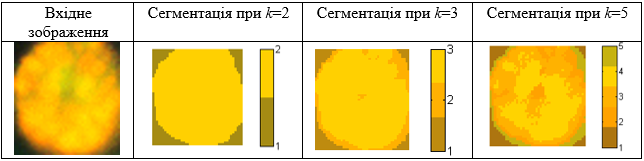 Вхідне
зображення
Сегментація при k=2
Сегментація при k=3
Сегментація при k=5
2
1
3
2
1
5
4
3
2
1